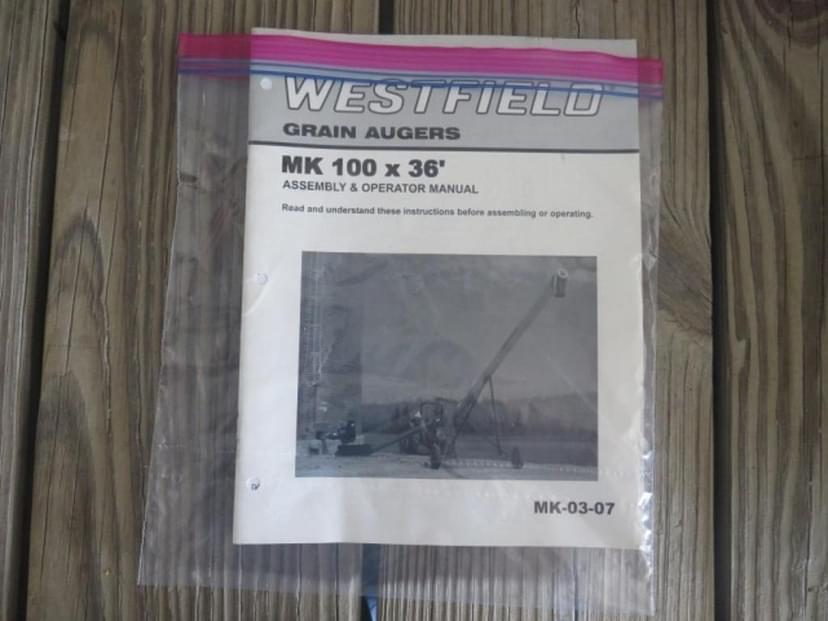 WESTFIELD
GRAIN AUGERS
MK 100 x 36'
ASSEMBLY & OPERATOR MANUAL
Read and understand these instructions before assembling or operating.
MK-03-07